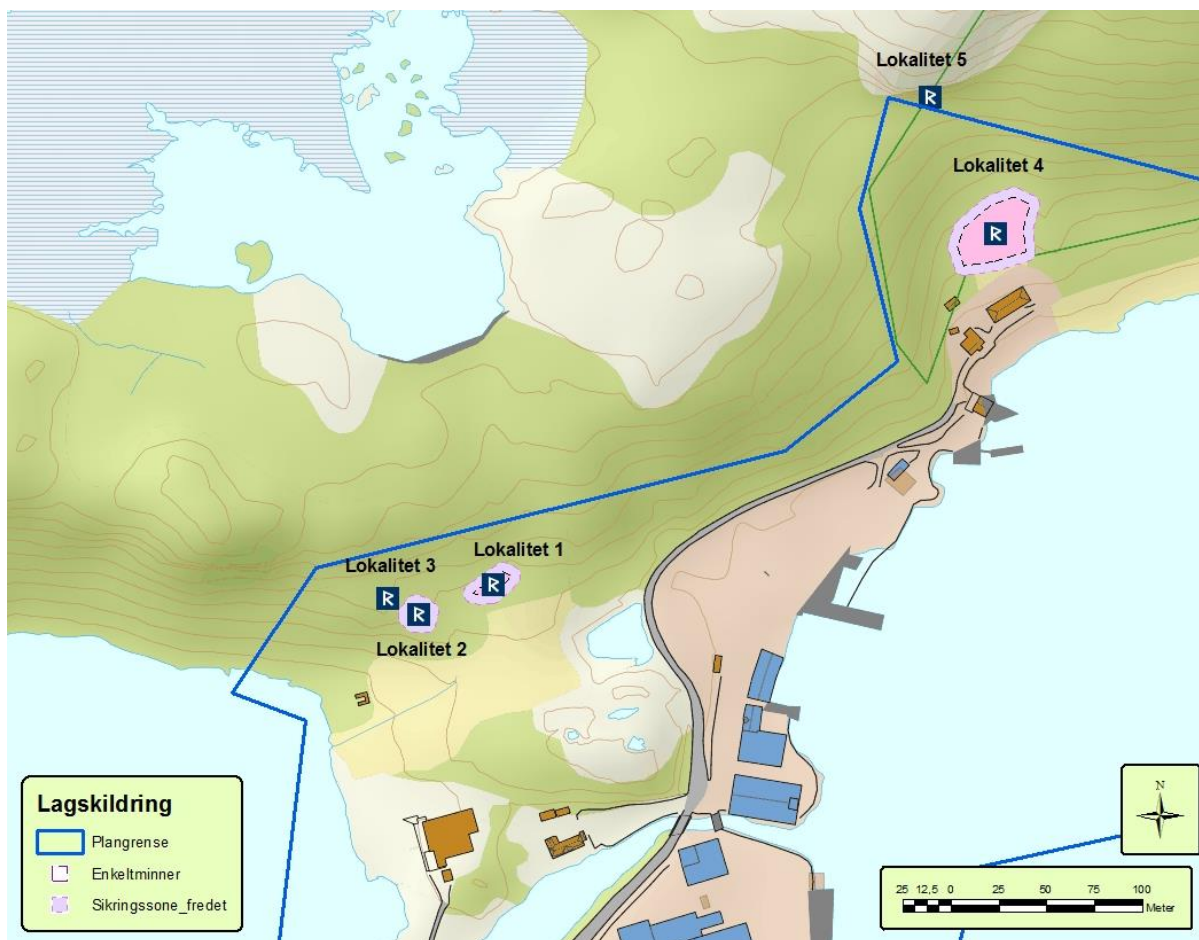 Lokalitet 5
Lokalitet 4
Lokalitet 1
Lokalitet 3
Lokalitet 2
Lagskildring
Plangrense
Enkeltminner
Sikringssone_fredet
N
25 12,5 0 25 50 75 100
Meter